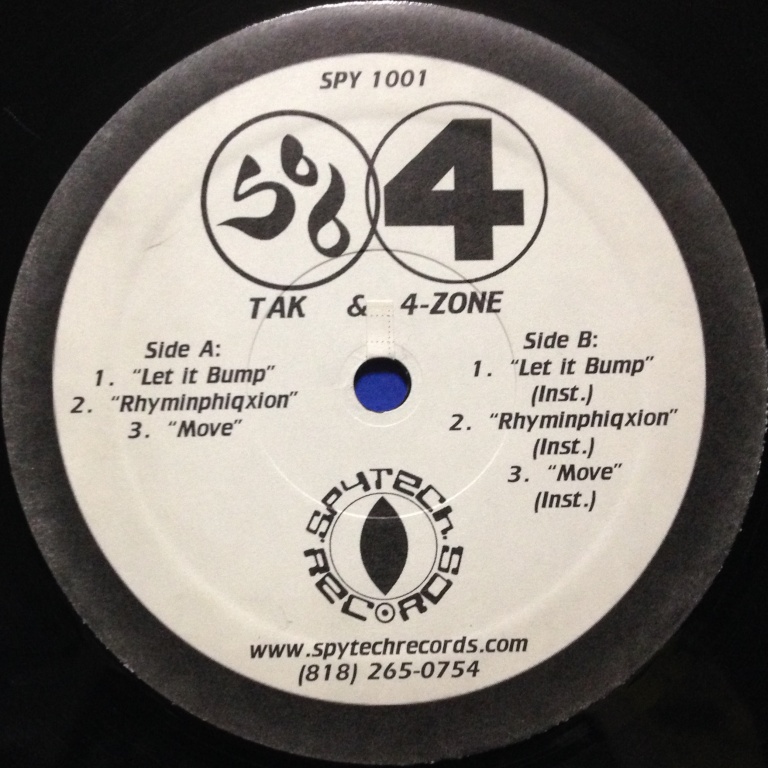 SPY 1001
4
TAK & 4-ZONE
Side A:
1. "Let it Bump"
2. "Rhyminphiqxion"
3. "Move"
Side B:
1. "Let it Bump"
(Inst.)
2. "Rhyminphiqxion"
(Inst.)
3. "Move"
(Inst.)
SPYTECH
RECORDS
www.spytechrecords.com
(818) 265-0754